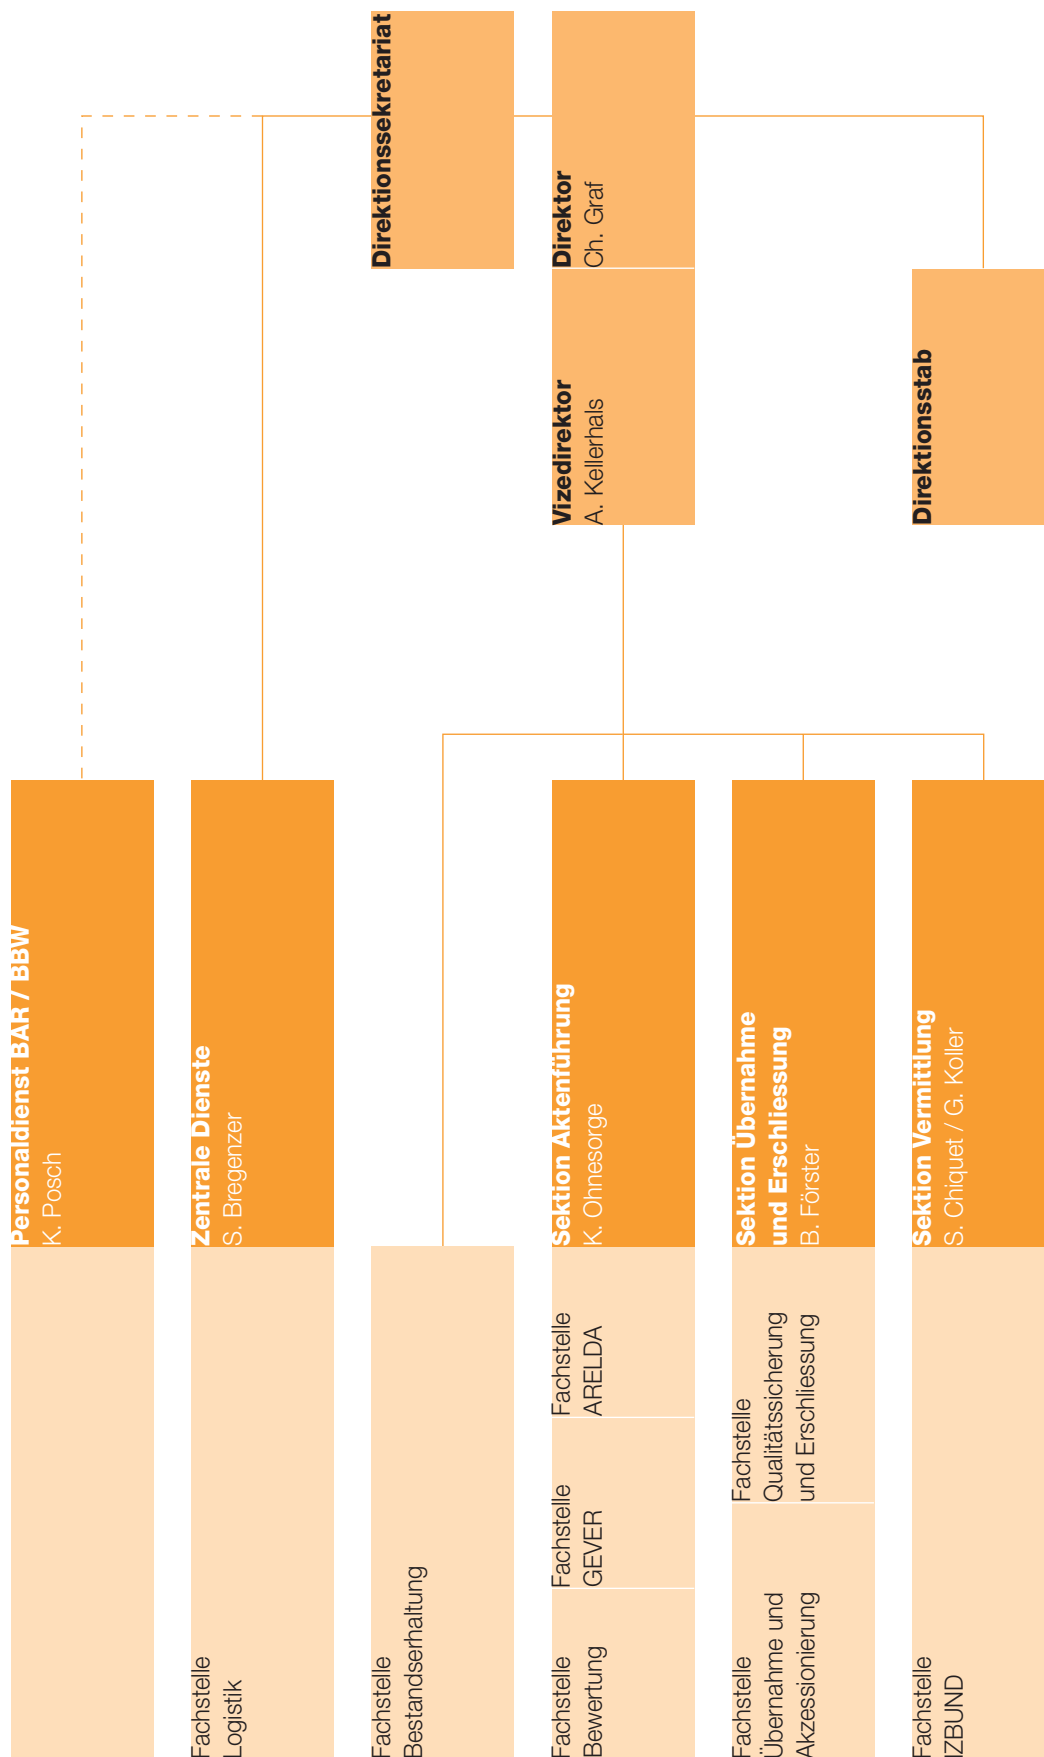 Direktionssekretariat
Direktor
Ch. Graf
Vizedirektor
A. Kellerhals
Direktionsstab
Personaldienst BAR / BBW
K. Posch
Zentrale Dienste
S. Bregenzer
Fachstelle
Logistik
Fachstelle
Bestandserhaltung
Sektion Aktenführung
K. Ohnesorge
Fachstelle
ARELDA
Fachstelle
GEVER
Fachstelle
Bewertung
Sektion Übernahme
und Erschliessung
B. Förster
Fachstelle
Qualitätssicherung
und Erschliessung
Fachstelle
Übernahme und
Akzessionierung
Sektion Vermittlung
S. Chiquet / G. Koller
Fachstelle
IZBUND